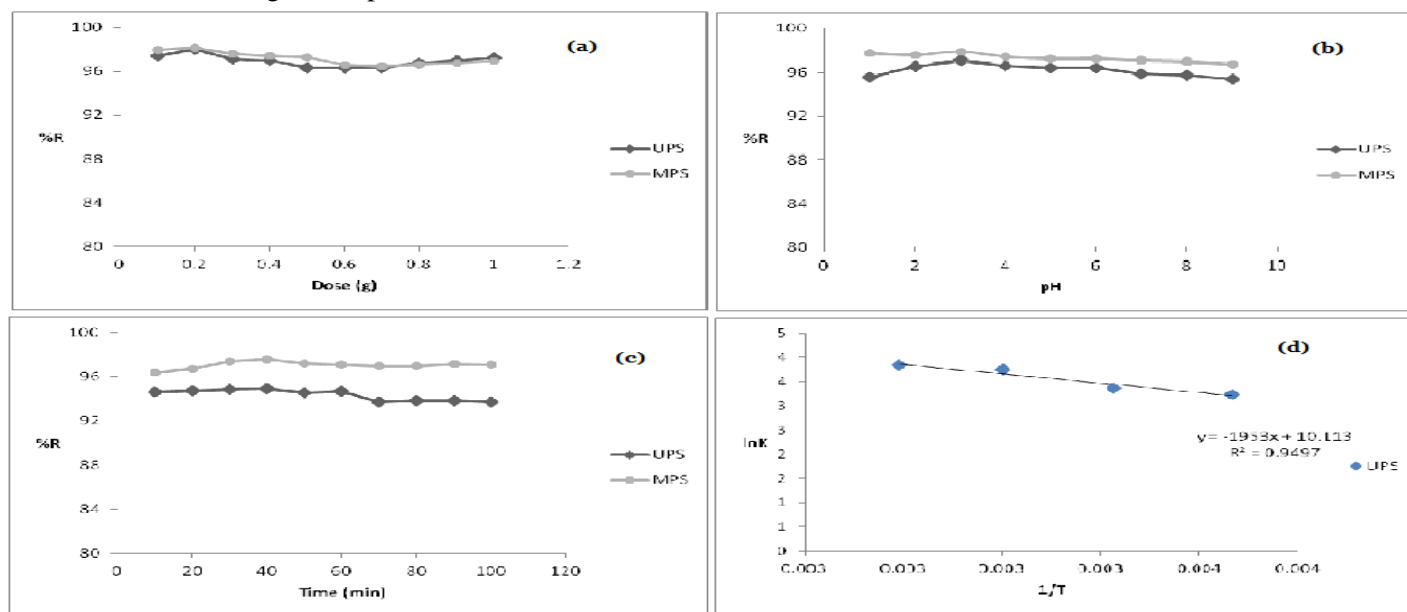 100
96
92
%R
88
84
80
0
0.2
0.4
0.6
0.8
1
1.2
Dose (g)
(a)
UPS
MPS
100
96
92
%R
88
84
80
0
2
4
6
8
10
pH
(b)
UPS
MPS
100
96
92
%R
88
84
80
0
20
40
60
80
100
120
Time (min)
(c)
UPS
MPS
5
4
4
3
3
2
2
1
1
0
lnK
0.003
0.003
0.003
0.003
0.004
0.004
1/T
(d)
y= -1953x + 10.113
R² = 0.9497
UPS